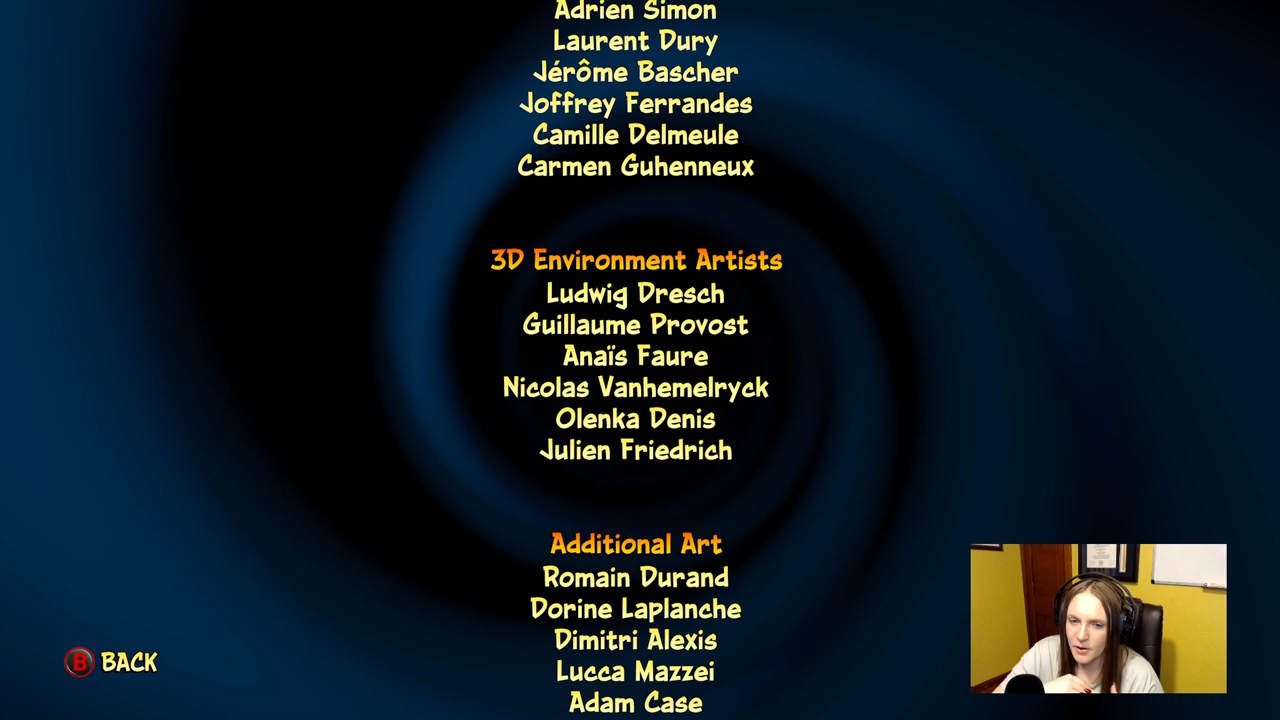 Adrien Simon
Laurent Dury
Jérôme Bascher
Joffrey Ferrandes
Camille Delmeule
Carmen Guhenneux
3D Environment Artists
Ludwig Dresch
Guillaume Provost
Anaïs Faure
Nicolas Vanhemelryck
Olenka Denis
Julien Friedrich
Additional Art
Romain Durand
Dorine Laplanche
Dimitri Alexis
Lucca Mazzei
Adam Case
B BACK